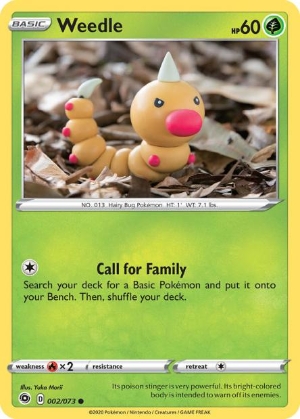 BASIC Weedle HP 60
NO. 013 Hairy Bug Pokémon HT: 1' WT: 7.1 lbs.
Call for Family
Search your deck for a Basic Pokémon and put it onto
your Bench. Then, shuffle your deck.
weakness ×2 resistance retreat
Illus. Yuka Morii
D 002/073
Its poison stinger is very powerful. Its bright-colored
body is intended to warn off its enemies.
©2020 Pokémon / Nintendo / Creatures / GAME FREAK